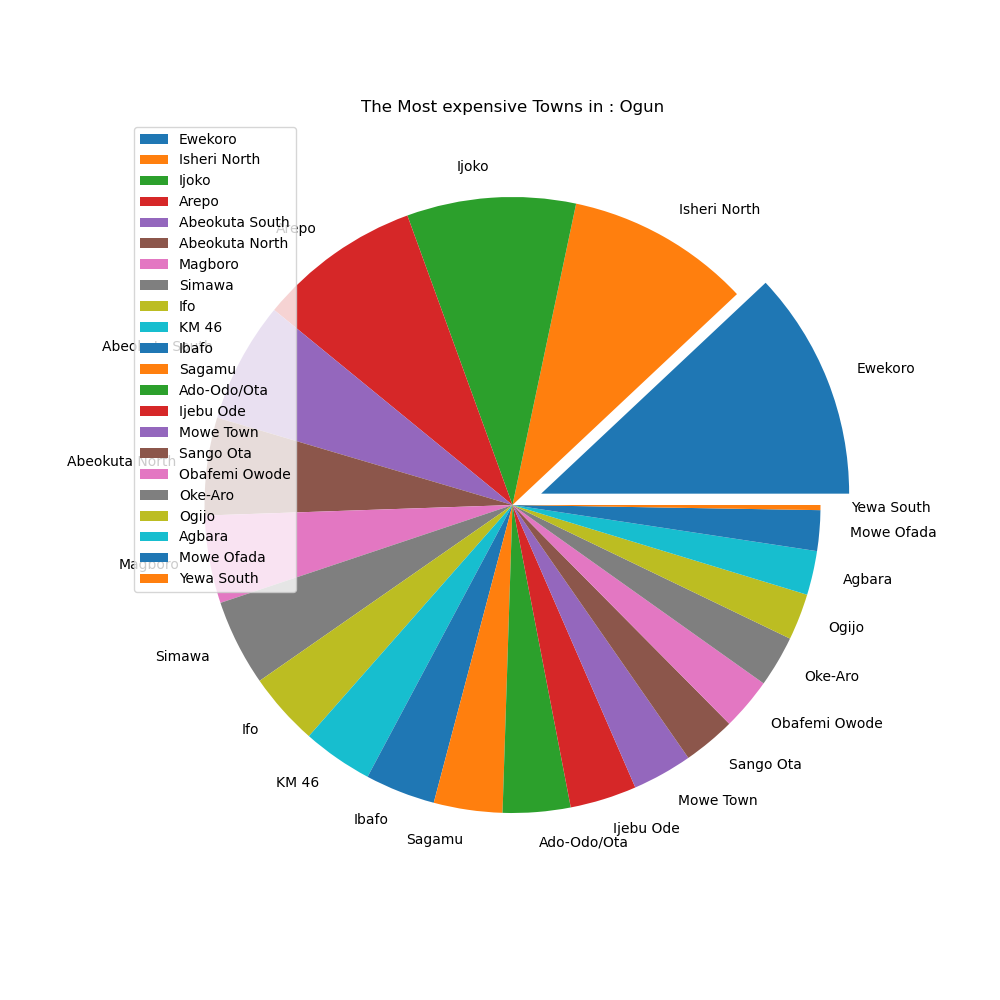 The Most expensive Towns in : Ogun
Ewekoro
Isheri North
Ijoko
Arepo
Abeokuta South
Abeokuta North
Magboro
Simawa
Ifo
KM 46
Ibafo
Sagamu
Ado-Odo/Ota
Ijebu Ode
Mowe Town
Sango Ota
Obafemi Owode
Oke-Aro
Ogijo
Agbara
Mowe Ofada
Yewa South
Ijoko
Isheri North
Arepo
Abeokuta South
Ewekoro
Abeokuta North
Yewa South
Mowe Ofada
Magboro
Agbara
Ogijo
Simawa
Oke-Aro
Ifo
Obafemi Owode
Sango Ota
KM 46
Mowe Town
Ibafo
Ijebu Ode
Sagamu
Ado-Odo/Ota